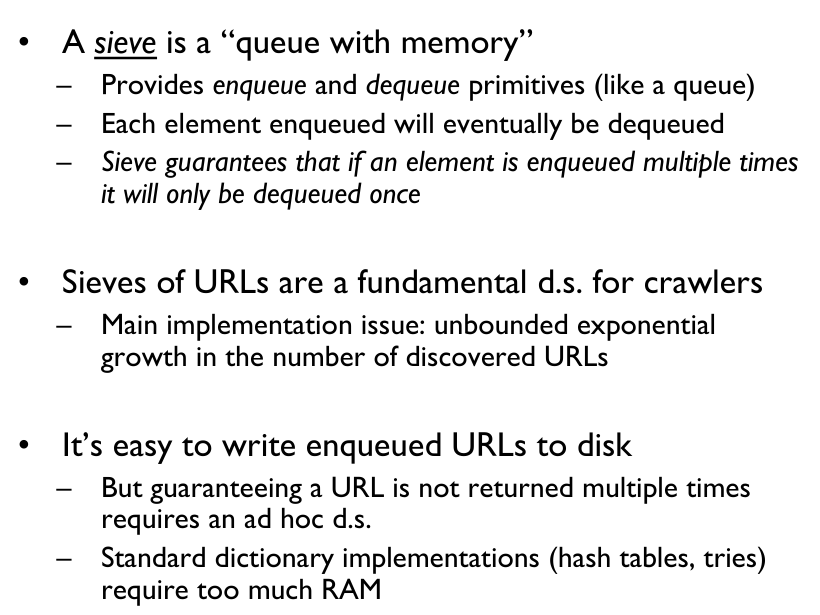 • A sieve is a “queue with memory”
– Provides enqueue and dequeue primitives (like a queue)
– Each element enqueued will eventually be dequeued
– Sieve guarantees that if an element is enqueued multiple times
it will only be dequeued once
• Sieves of URLs are a fundamental d.s. for crawlers
– Main implementation issue: unbounded exponential
growth in the number of discovered URLs
• It’s easy to write enqueued URLs to disk
– But guaranteeing a URL is not returned multiple times
requires an ad hoc d.s.
– Standard dictionary implementations (hash tables, tries)
require too much RAM